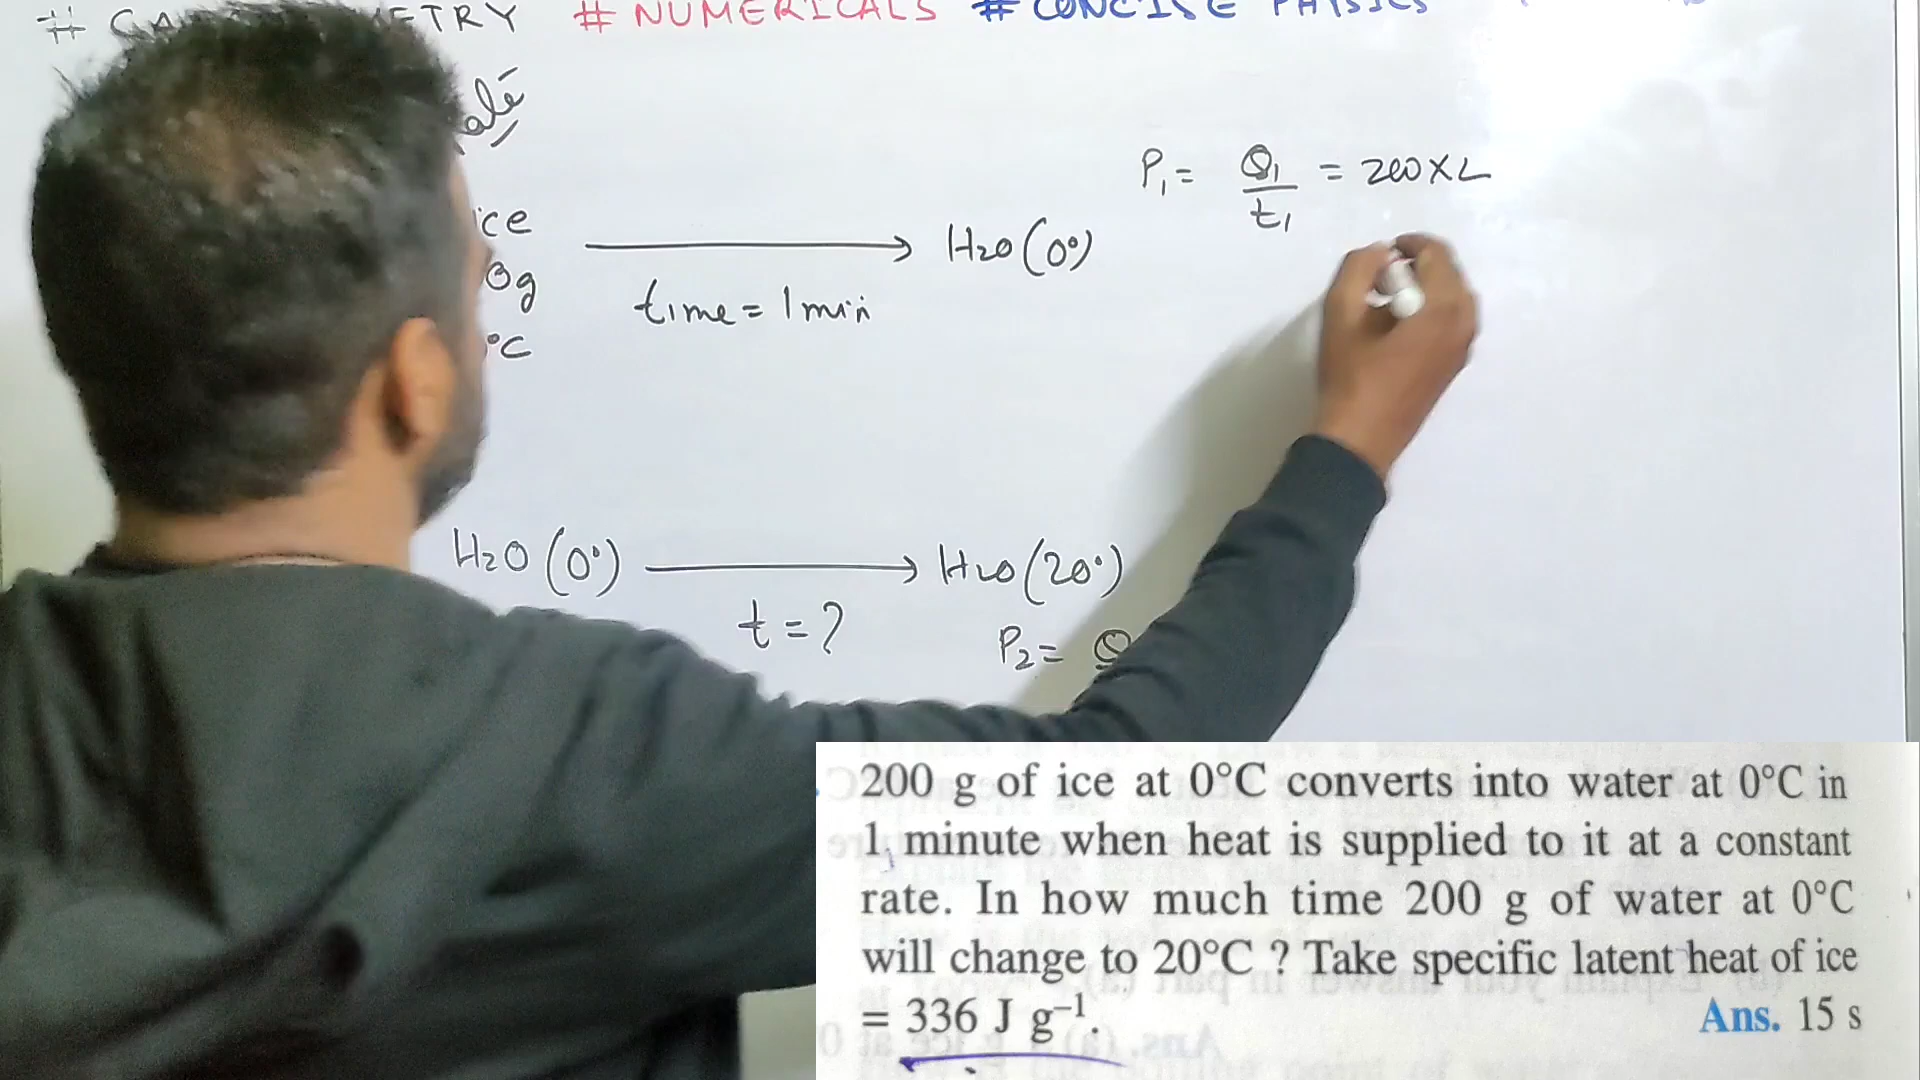 # NUMERICALS # CONCISE PHYSICS
P₁ = Q₁/t₁ = 200 X L
H₂O (0°)
time = 1 min
°C
H₂O (0°) → H₂O (20°)
t = ?
P₂ =
200 g of ice at 0°C converts into water at 0°C in
1 minute when heat is supplied to it at a constant
rate. In how much time 200 g of water at 0°C
will change to 20°C ? Take specific latent heat of ice
= 336 J g⁻¹. Ans. 15 s